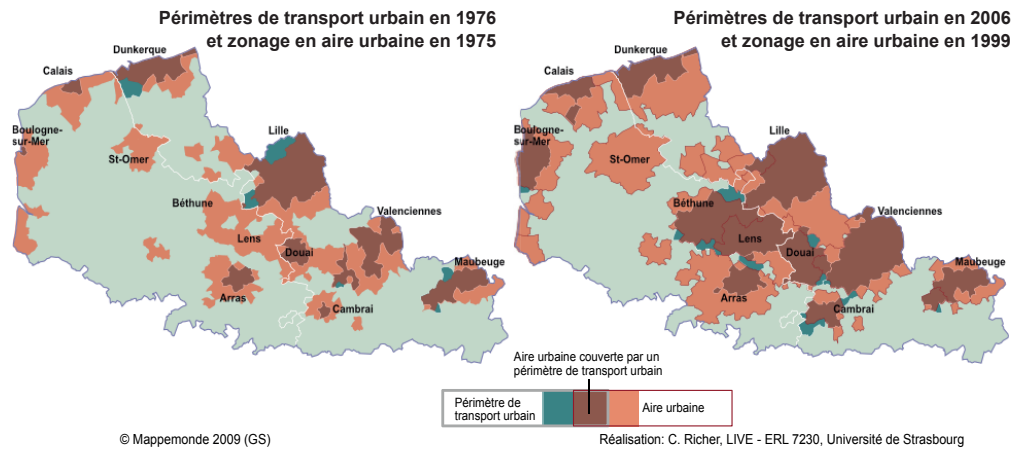 Périmètres de transport urbain en 1976
et zonage en aire urbaine en 1975
Dunkerque
Calais
Boulogne-
sur-Mer
St-Omer
Lille
Béthune
Valenciennes
Lens
Douai
Maubeuge
Arras
Cambrai
Périmètres de transport urbain en 2006
et zonage en aire urbaine en 1999
Dunkerque
Calais
Boulogne-
sur-Mer
St-Omer
Lille
Béthune
Valenciennes
Lens
Douai
Maubeuge
Arras
Cambrai
Aire urbaine couverte par un
périmètre de transport urbain
Périmètre de
transport urbain
Aire urbaine
© Mappemonde 2009 (GS)
Réalisation: C. Richer, LIVE - ERL 7230, Université de Strasbourg